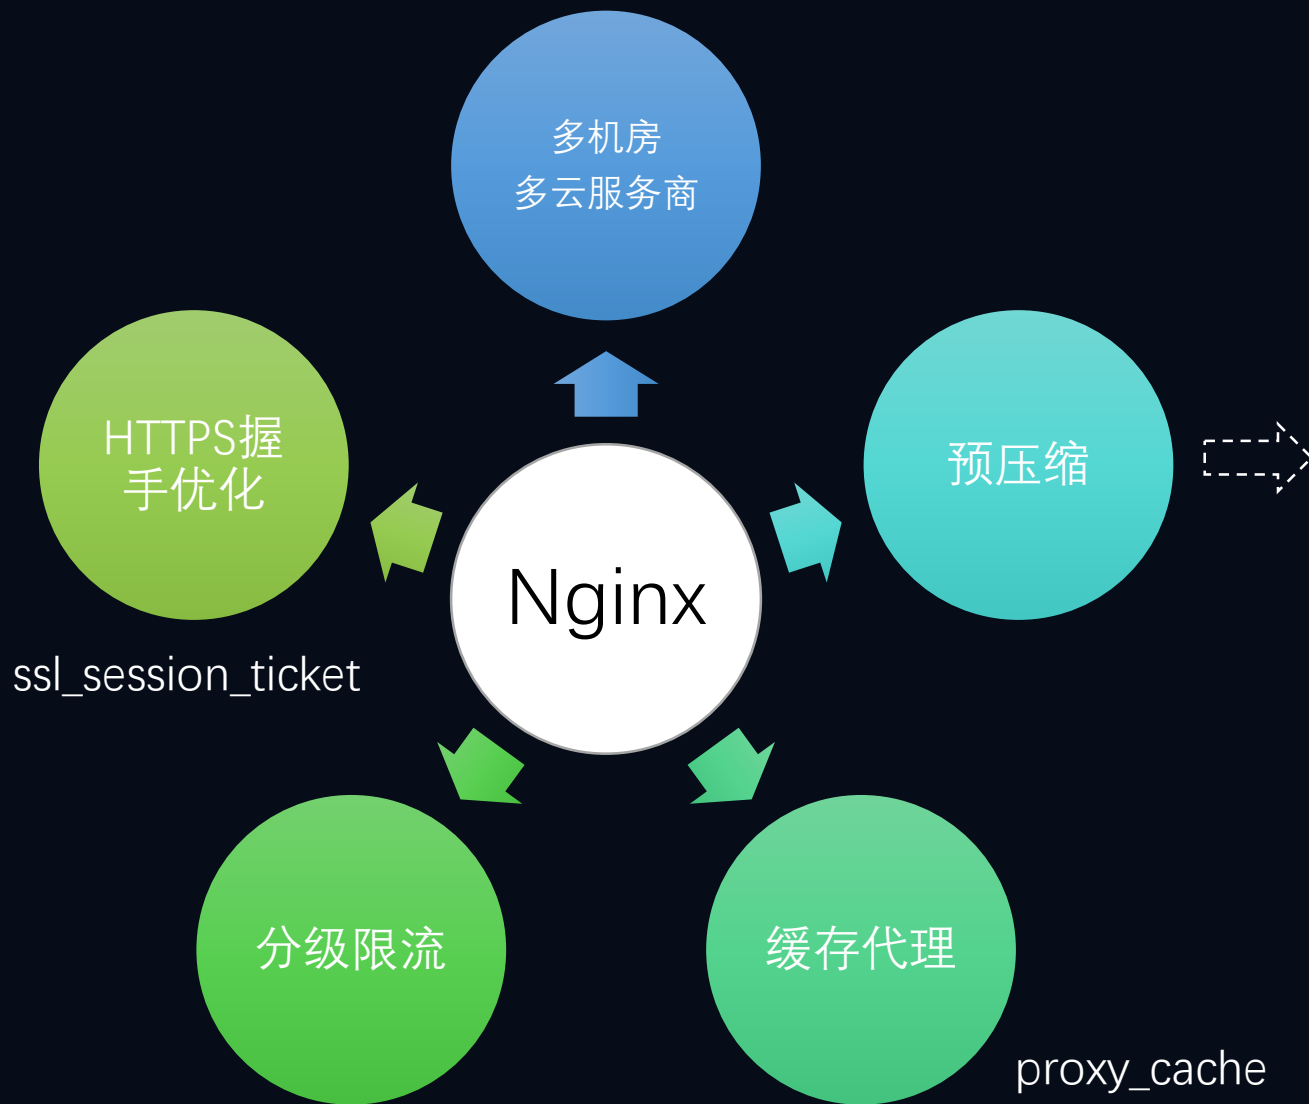 多机房
多云服务商
HTTPS握
手优化
预压缩
Nginx
ssl_session_ticket
分级限流
缓存代理
proxy_cache